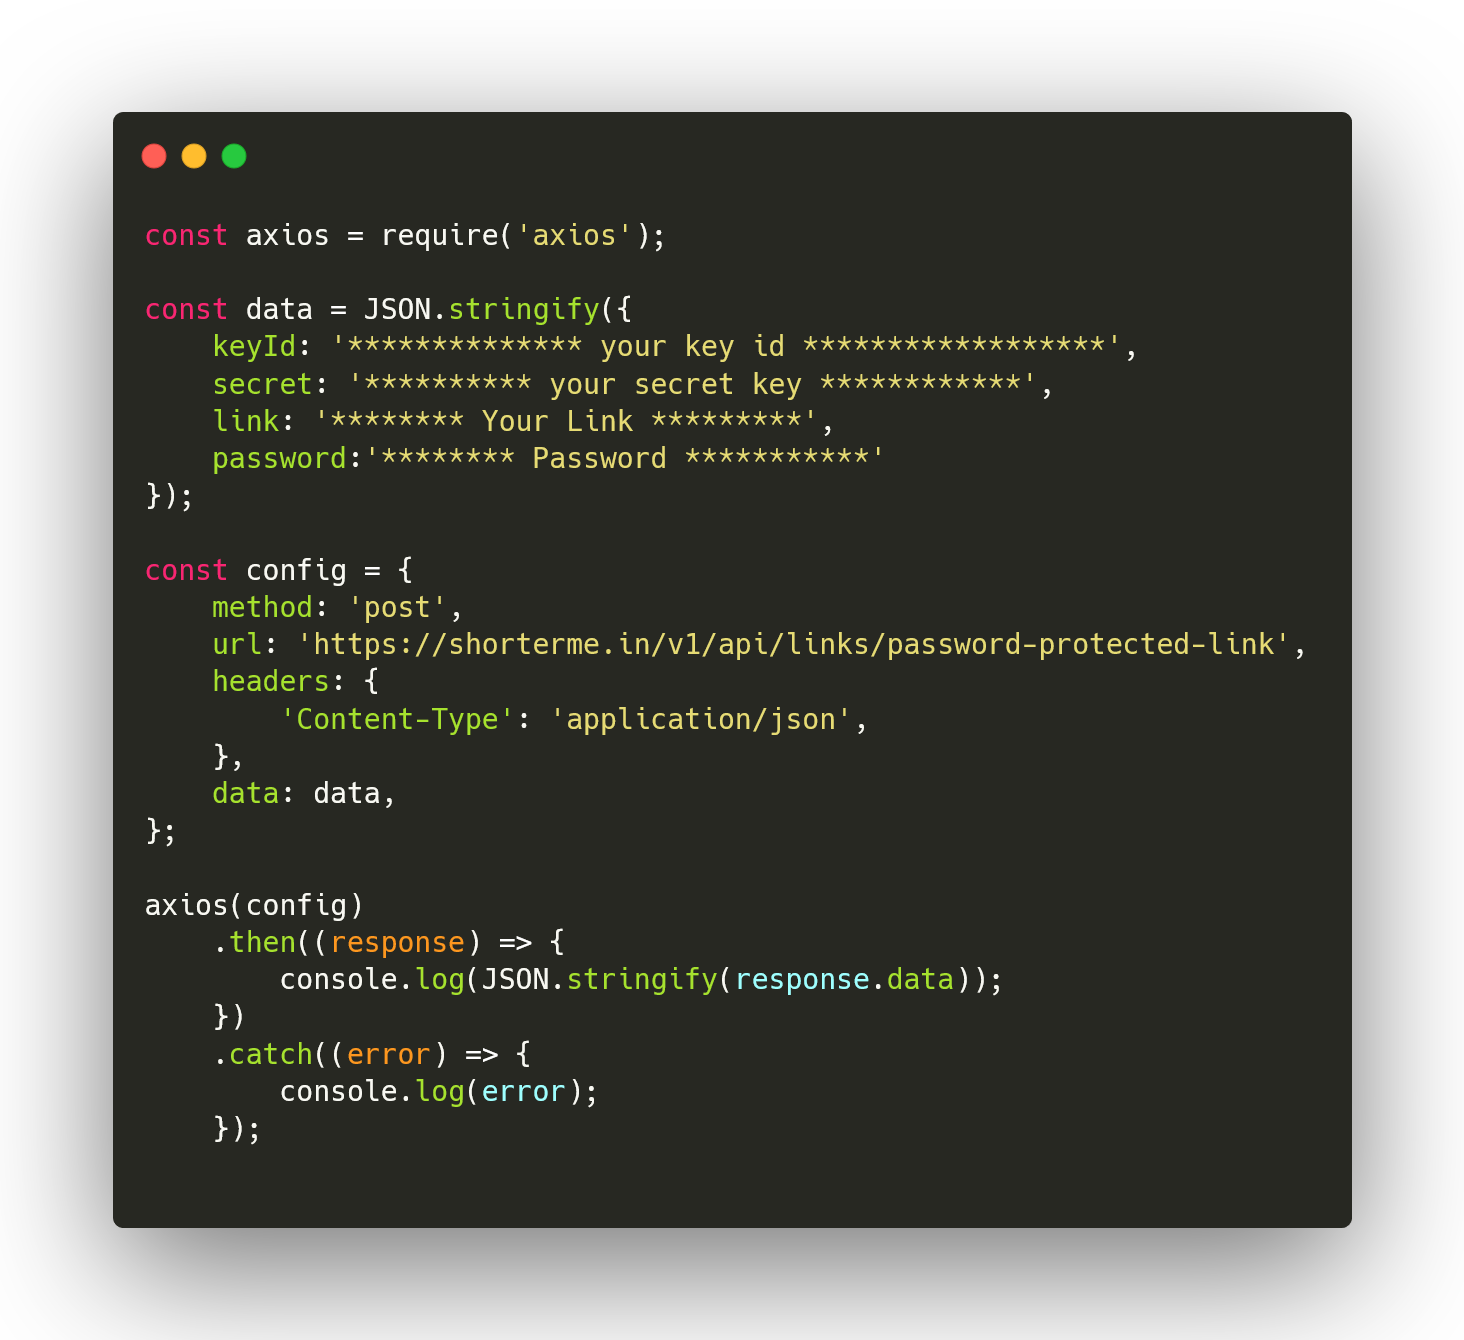 const axios = require('axios');

const data = JSON.stringify({
    keyId: '************** your key id ******************',
    secret: '********** your secret key ************',
    link: '******** Your Link *********',
    password:'******** Password ***********'
});

const config = {
    method: 'post',
    url: 'https://shorterme.in/v1/api/links/password-protected-link',
    headers: {
        'Content-Type': 'application/json',
    },
    data: data,
};

axios(config)
    .then((response) => {
        console.log(JSON.stringify(response.data));
    })
    .catch((error) => {
        console.log(error);
    });